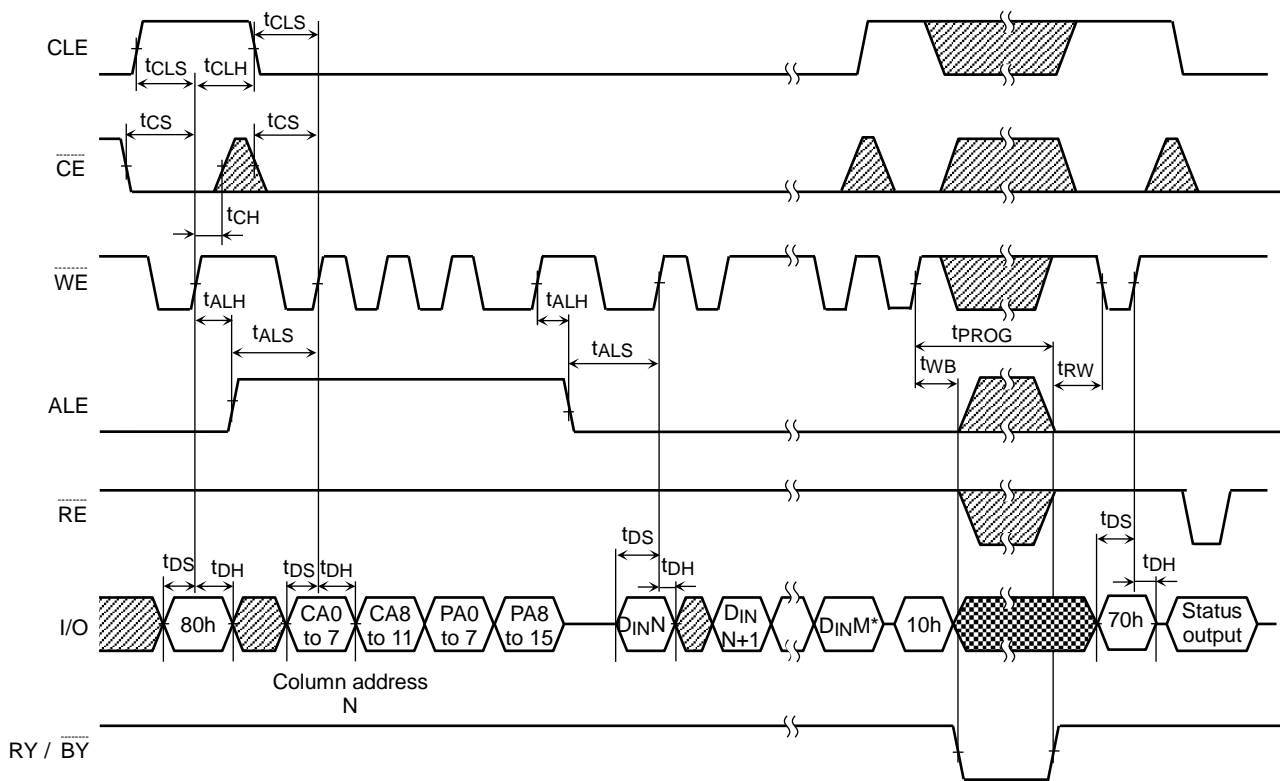 CLE
tCLS
tCLS
tCLH
CE
tCS
tCS
tCH
WE
tALH
tALS
tALH
tALS
tPROG
tWB
tRW
ALE
RE
I/O
tDS
tDH
tDS
tDH
tDS
tDH
tDS
tDH
80h
CA0
to 7
CA8
to 11
PA0
to 7
PA8
to 15
DINN
DIN
N+1
DINM*
10h
70h
Status
output
Column address
N
RY / BY